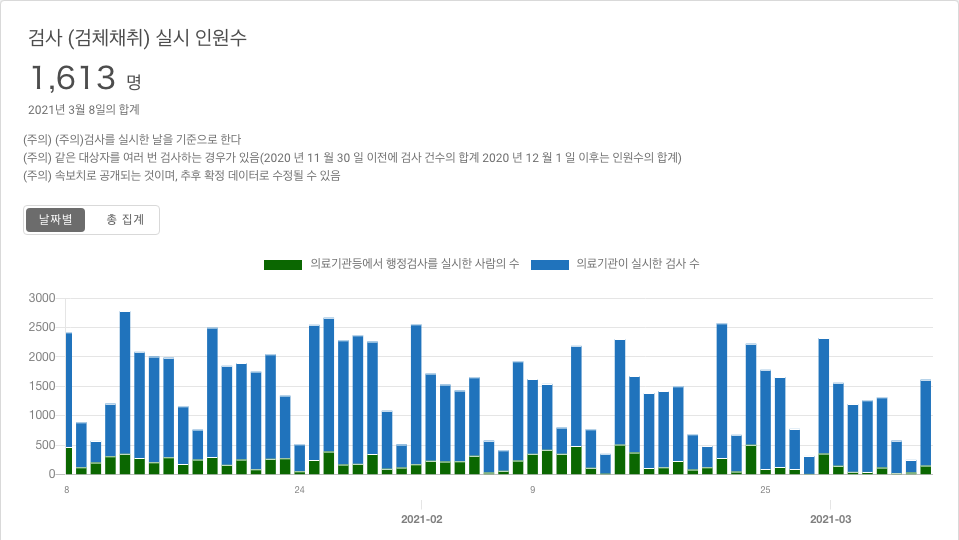 검사 (검체채취) 실시 인원수
1,613 명
2021년 3월 8일의 합계
(주의) (주의)검사를 실시한 날을 기준으로 한다
(주의) 같은 대상자를 여러 번 검사하는 경우가 있음(2020 년 11 월 30 일 이전에 검사 건수의 합계 2020 년 12 월 1 일 이후는 인원수의 합계)
(주의) 속보치로 공개되는 것이며, 추후 확정 데이터로 수정될 수 있음
날짜별 총 집계
의료기관등에서 행정검사를 실시한 사람의 수 의료기관이 실시한 검사 수
3000
2500
2000
1500
1000
500
0
8 24 9 25
2021-02 2021-03